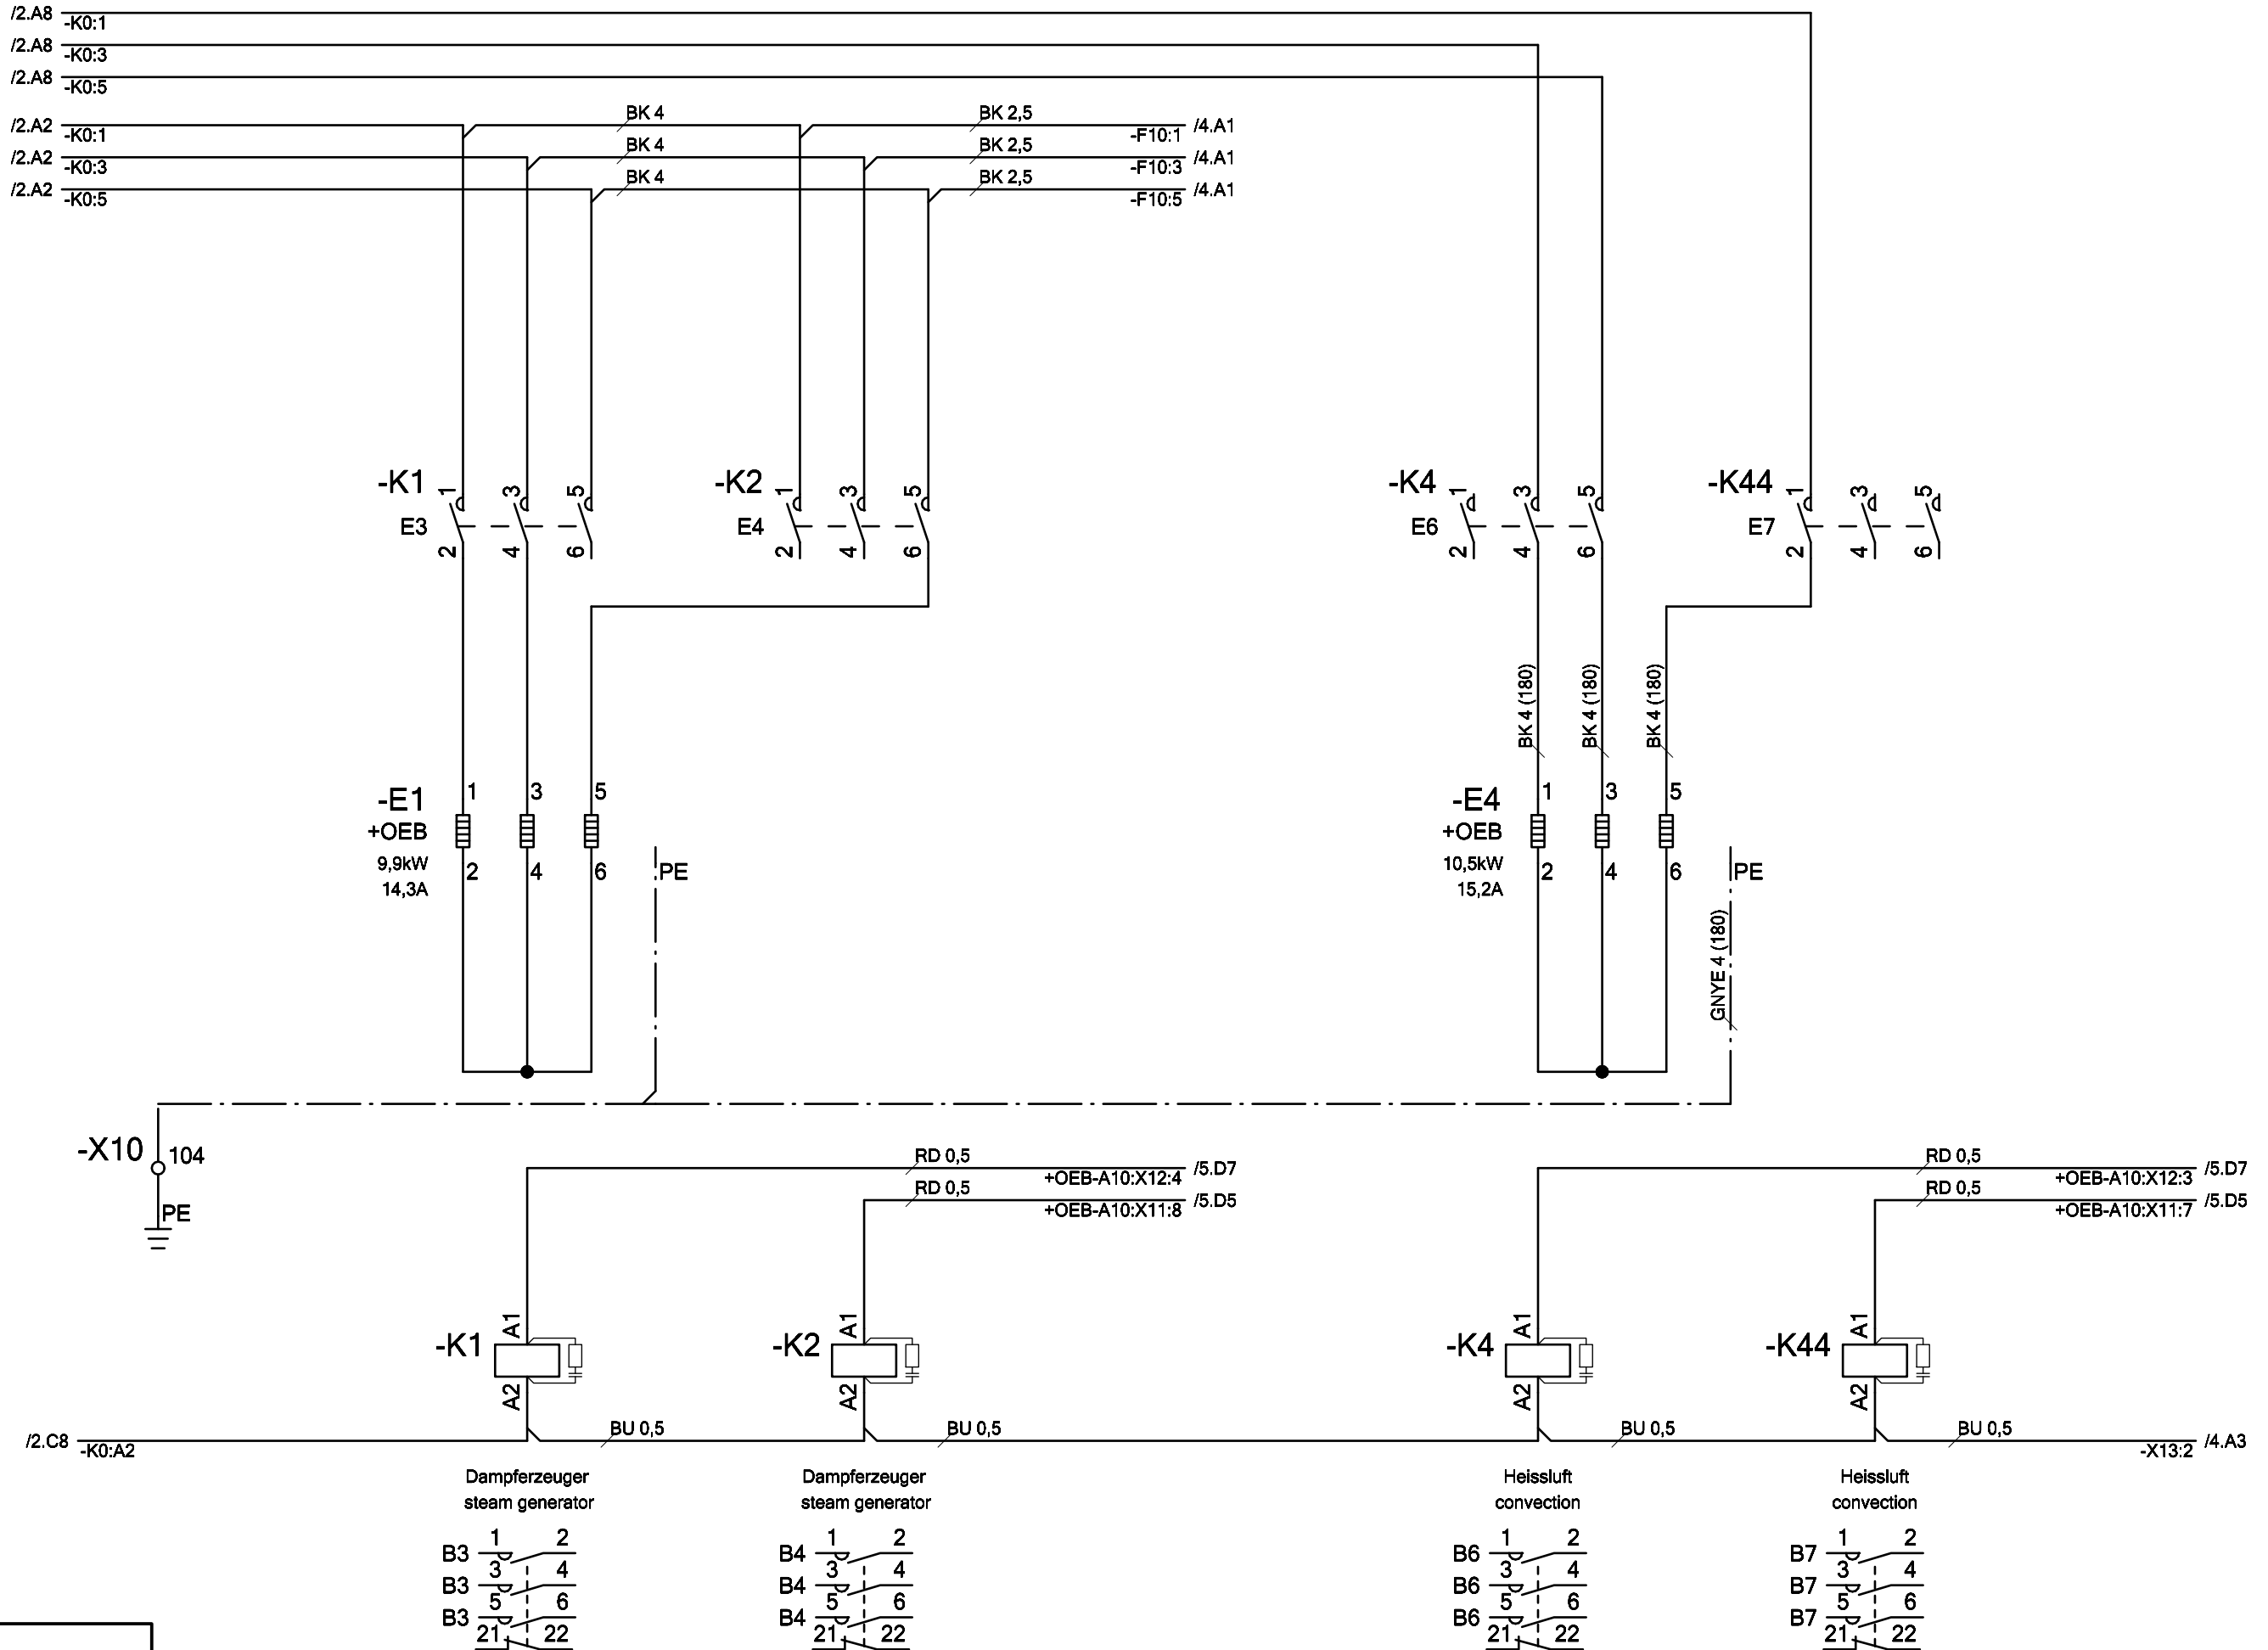 /2.A8 -K0:1
/2.A8 -K0:3
/2.A8 -K0:5
/2.A2 -K0:1 BK 4 BK 2,5 -F10:1 /4.A1
/2.A2 -K0:3 BK 4 BK 2,5 -F10:3 /4.A1
/2.A2 -K0:5 BK 4 BK 2,5 -F10:5 /4.A1
-K1 1 3 5 -K2 1 3 5 -K4 1 3 5 -K44 1 3 5
E3 E4 E6 E7
2 4 6 2 4 6 2 4 6 2 4 6
BK 4 (180) BK 4 (180) BK 4 (180)
-E1 1 3 5 -E4 1 3 5
+OEB +OEB
9,9kW 2 4 6 PE 10,5kW 2 4 6 PE
14,3A 15,2A
GNYE 4 (180)
-X10 104 RD 0,5 +OEB-A10:X12:4 /5.D7 RD 0,5 +OEB-A10:X12:3 /5.D7
PE RD 0,5 +OEB-A10:X11:8 /5.D5 RD 0,5 +OEB-A10:X11:7 /5.D5
A1 A1 A1 A1
-K1 -K2 -K4 -K44
A2 A2 A2 A2
/2.C8 -K0:A2 BU 0,5 BU 0,5 BU 0,5 BU 0,5 -X13:2 /4.A3
Dampferzeuger Dampferzeuger Heissluft Heissluft
steam generator steam generator convection convection
1 2 1 2 1 2 1 2
B3 B4 B6 B7
3 4 3 4 3 4 3 4
B3 B4 B6 B7
5 6 5 6 5 6 5 6
B3 B4 B6 B7
21 22 21 22 21 22 21 22